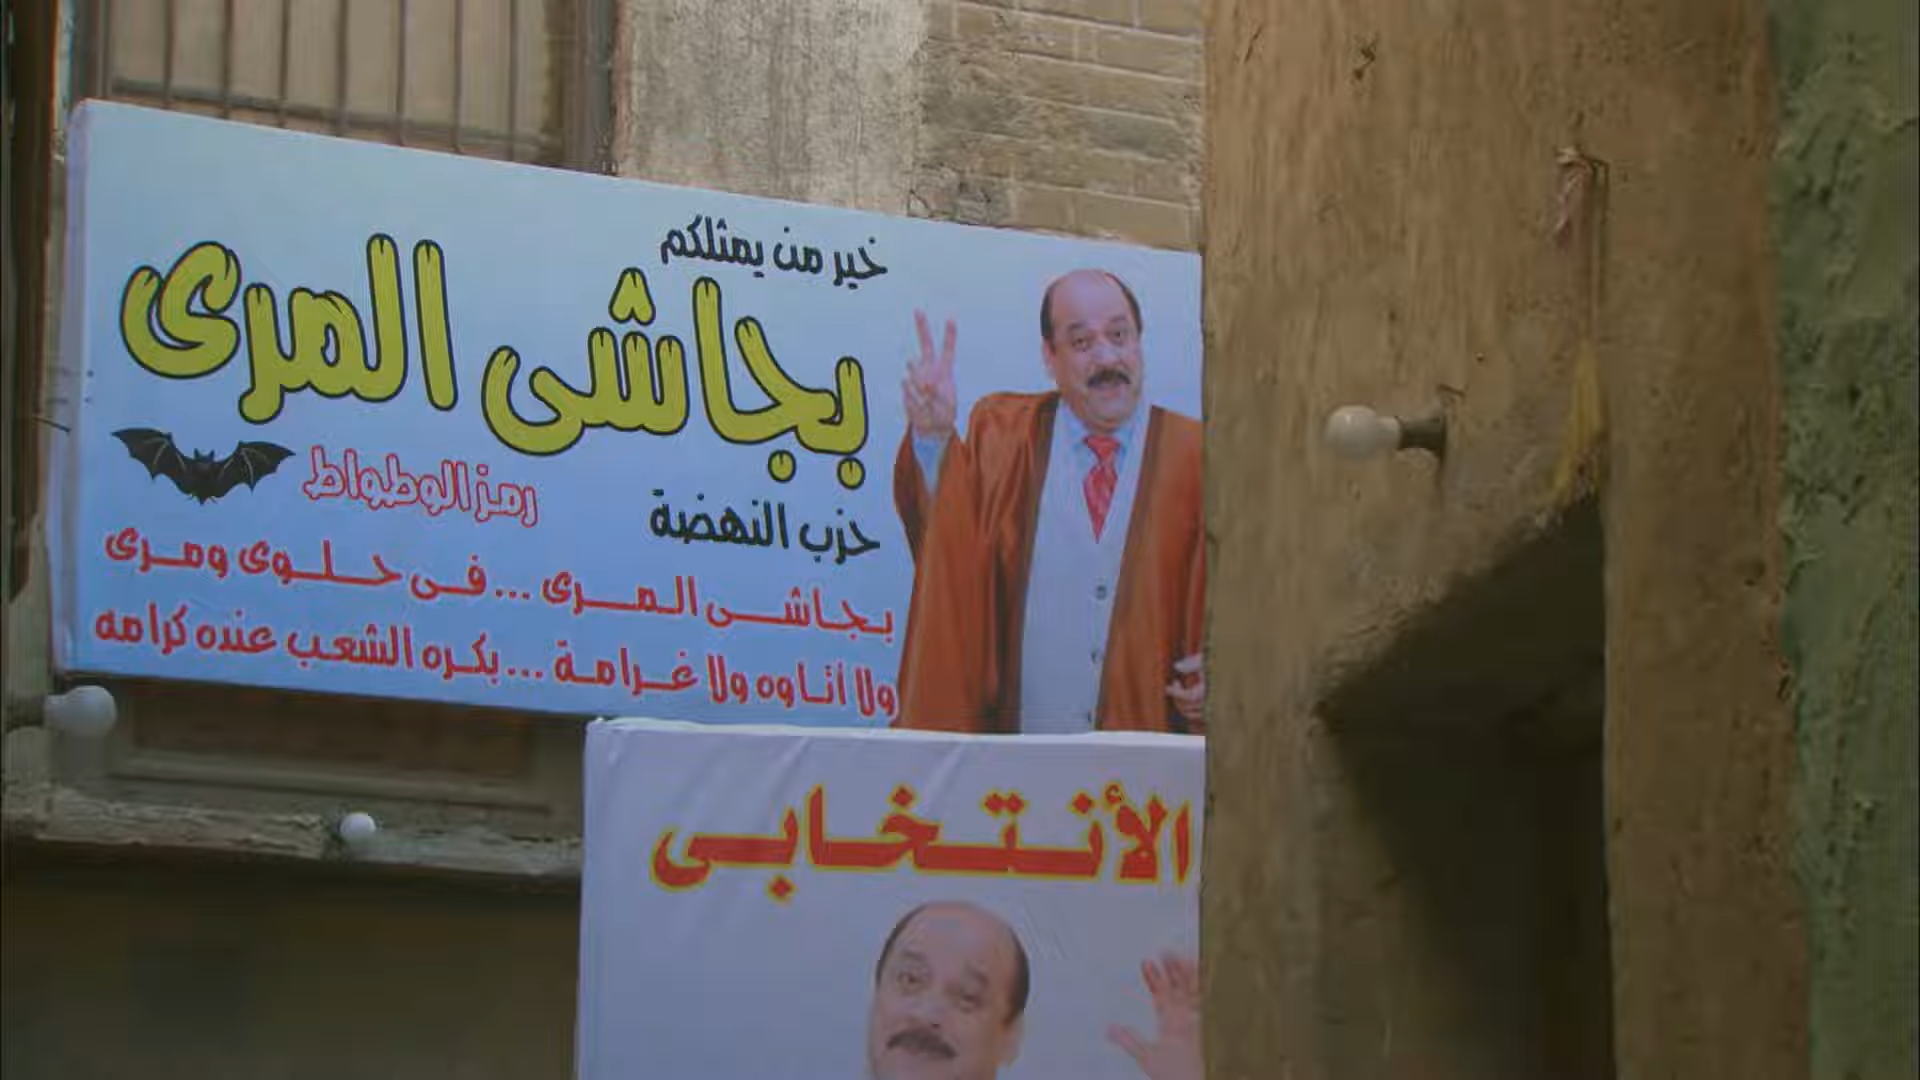 خير من يمثلكم
بجاشى المرى
رمز الوطواط
حزب النهضة
بجاشى المرى ... فى حلوى ومرى
ولا أتاوه ولا غرامة ... بكره الشعب عنده كرامه
الأنتخابى